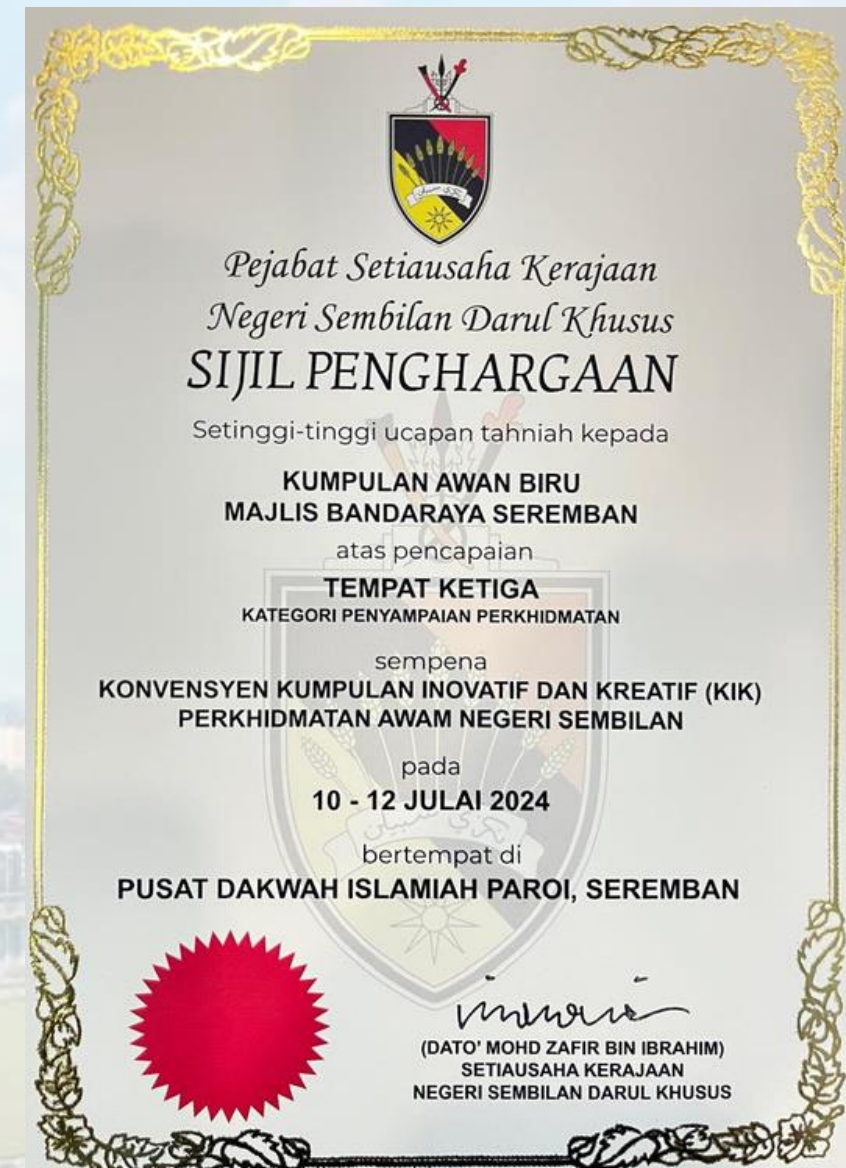 Pejabat Setiausaha Kerajaan
Negeri Sembilan Darul Khusus
SIJIL PENGHARGAAN
Setinggi-tinggi ucapan tahniah kepada
KUMPULAN AWAN BIRU
MAJLIS BANDARAYA SEREMBAN
atas pencapaian
TEMPAT KETIGA
KATEGORI PENYAMPAIAN PERKHIDMATAN
sempena
KONVENSYEN KUMPULAN INOVATIF DAN KREATIF (KIK)
PERKHIDMATAN AWAM NEGERI SEMBILAN
pada
10 - 12 JULAI 2024
bertempat di
PUSAT DAKWAH ISLAMIAH PAROI, SEREMBAN
(DATO' MOHD ZAFIR BIN IBRAHIM)
SETIAUSAHA KERAJAAN
NEGERI SEMBILAN DARUL KHUSUS